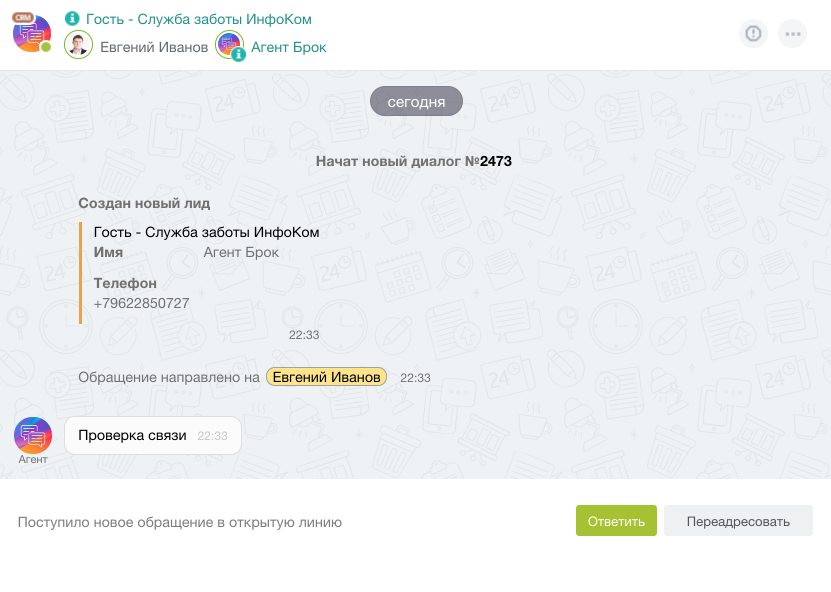 CRM
Гость - Служба заботы ИнфоКом
Евгений Иванов Агент Брок
сегодня
Начат новый диалог №2473
Создан новый лид
Гость - Служба заботы ИнфоКом
Имя Агент Брок
Телефон
+79622850727
22:33
Обращение направлено на Евгений Иванов 22:33
Проверка связи 22:33
Агент
Поступило новое обращение в открытую линию
Ответить Переадресовать